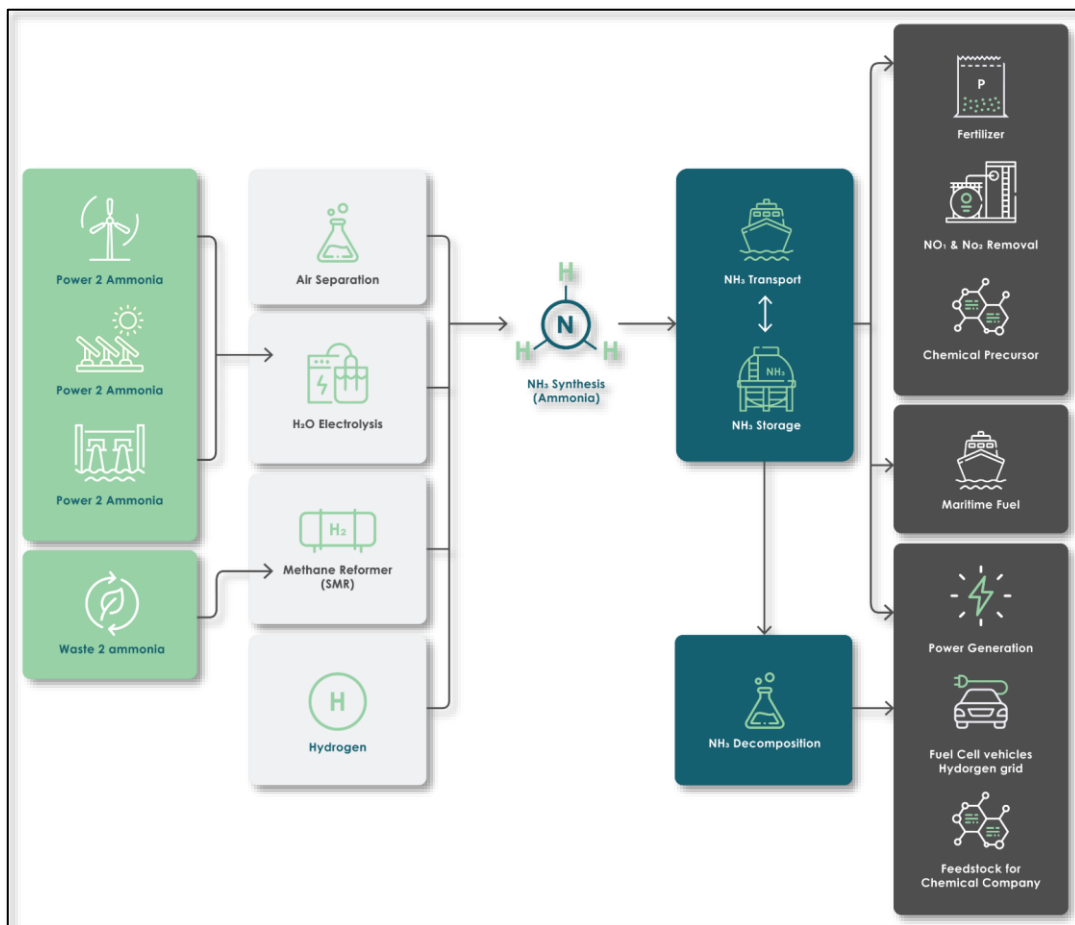 Power 2 Ammonia
Power 2 Ammonia
Power 2 Ammonia
Waste 2 ammonia
Air Separation
H₂O Electrolysis
H₂
Methane Reformer
(SMR)
H
Hydrogen
H
N
H
H
NH₃ Synthesis
(Ammonia)
NH₃ Transport
NH₃
NH₃ Storage
NH₃ Decomposition
P
Fertilizer
NO₁ & No₂ Removal
Chemical Precursor
Maritime Fuel
Power Generation
Fuel Cell vehicles
Hydorgen grid
Feedstock for
Chemical Company